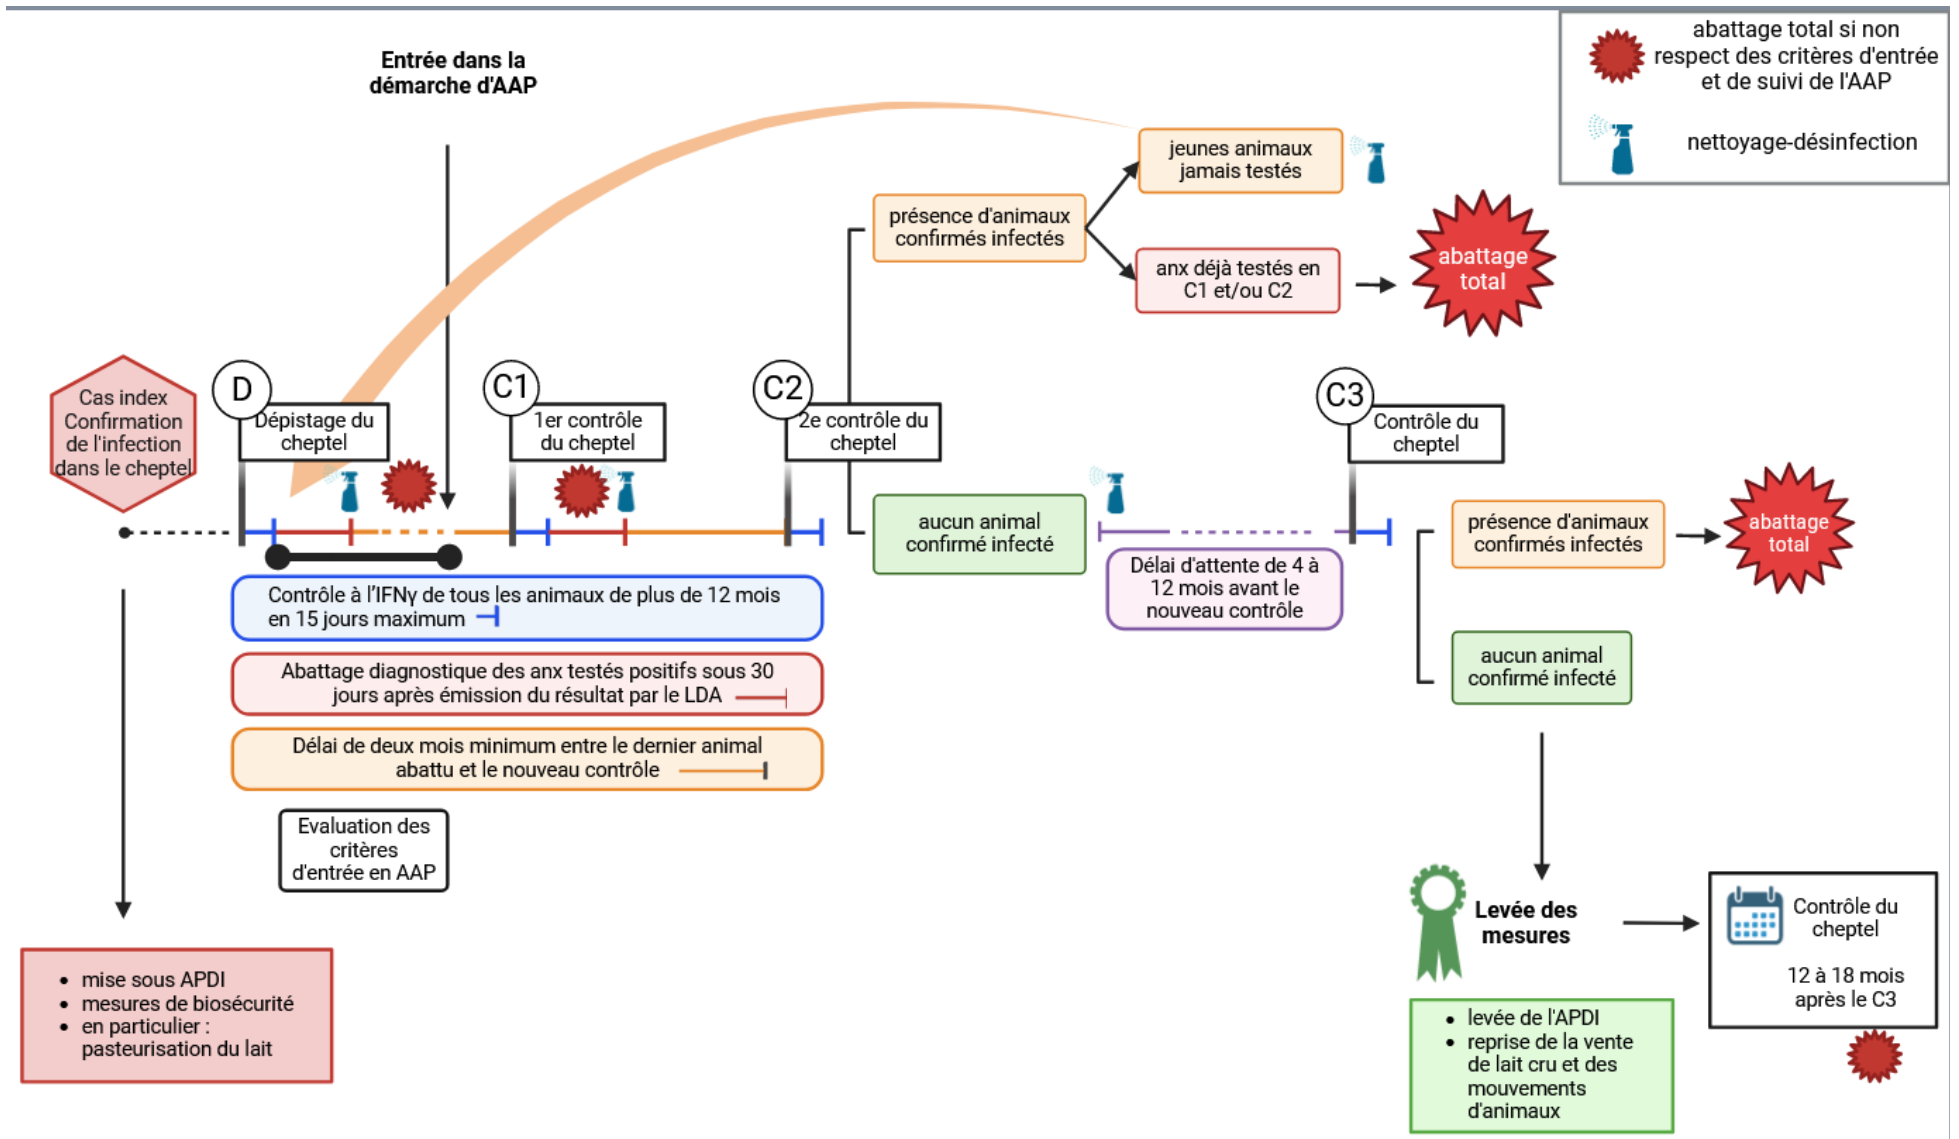 abattage total si non
respect des critères d'entrée
et de suivi de l'AAP
nettoyage-désinfection
Entrée dans la
démarche d'AAP
jeunes animaux
jamais testés
présence d'animaux
confirmés infectés
anx déjà testés en
C1 et/ou C2
abattage
total
Cas index
Confirmation
de l'infection
dans le cheptel
D
Dépistage du
cheptel
C1
1er contrôle
du cheptel
C2
2e contrôle du
cheptel
C3
Contrôle du
cheptel
aucun animal
confirmé infecté
Délai d'attente de 4 à
12 mois avant le
nouveau contrôle
présence d'animaux
confirmés infectés
abattage
total
aucun animal
confirmé infecté
Contrôle à l'IFNγ de tous les animaux de plus de 12 mois
en 15 jours maximum
Abattage diagnostique des anx testés positifs sous 30
jours après émission du résultat par le LDA
Délai de deux mois minimum entre le dernier animal
abattu et le nouveau contrôle
Evaluation des
critères
d'entrée en AAP
• mise sous APDI
• mesures de biosécurité
• en particulier :
pasteurisation du lait
Levée des
mesures
Contrôle du
cheptel
12 à 18 mois
après le C3
• levée de l'APDI
• reprise de la vente
de lait cru et des
mouvements
d'animaux